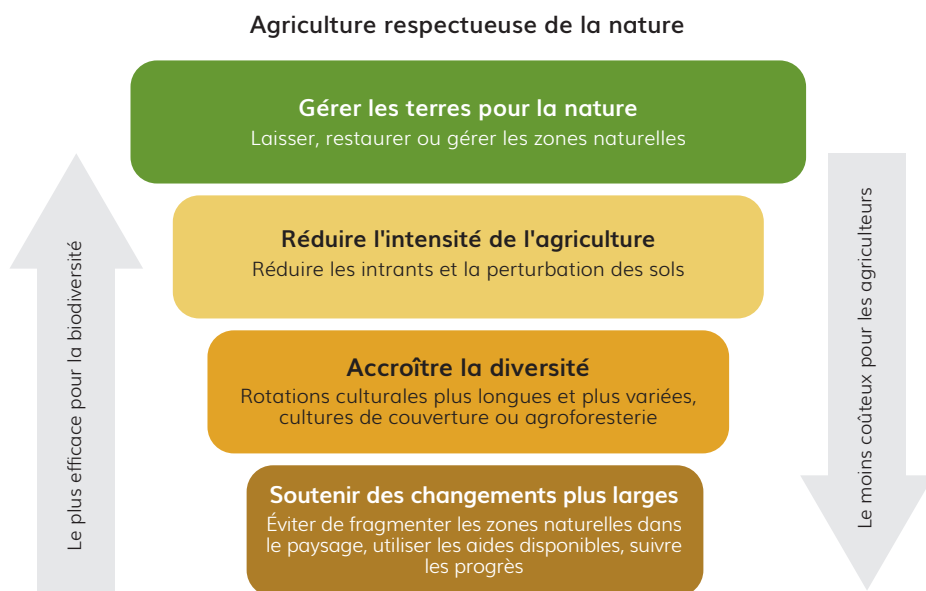 Agriculture respectueuse de la nature
Gérer les terres pour la nature
Laisser, restaurer ou gérer les zones naturelles
Réduire l'intensité de l'agriculture
Réduire les intrants et la perturbation des sols
Accroître la diversité
Rotations culturales plus longues et plus variées,
cultures de couverture ou agroforesterie
Soutenir des changements plus larges
Éviter de fragmenter les zones naturelles dans
le paysage, utiliser les aides disponibles, suivre
les progrès
Le plus efficace pour la biodiversité
Le moins coûteux pour les agriculteurs